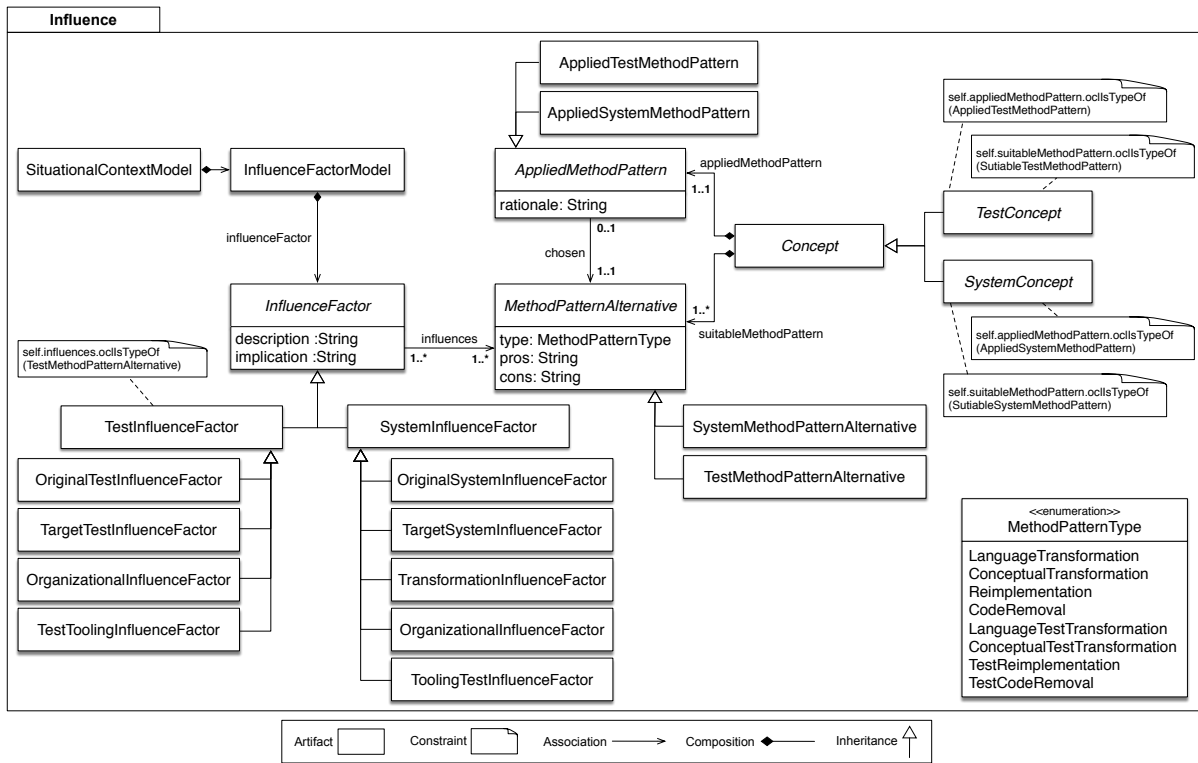 Influence
AppliedTestMethodPattern
AppliedSystemMethodPattern
self.appliedMethodPattern.oclIsTypeOf
(AppliedTestMethodPattern)
self.suitableMethodPattern.oclIsTypeOf
(SutiableTestMethodPattern)
SituationalContextModel
InfluenceFactorModel
AppliedMethodPattern
rationale: String
appliedMethodPattern
1..1
TestConcept
influenceFactor
0..1
chosen
1..1
Concept
SystemConcept
InfluenceFactor
description :String
implication :String
influences
1..*
1..*
MethodPatternAlternative
type: MethodPatternType
pros: String
cons: String
1..*
suitableMethodPattern
self.appliedMethodPattern.oclIsTypeOf
(AppliedSystemMethodPattern)
self.influences.oclIsTypeOf
(TestMethodPatternAlternative)
self.suitableMethodPattern.oclIsTypeOf
(SutiableSystemMethodPattern)
TestInfluenceFactor
SystemInfluenceFactor
SystemMethodPatternAlternative
TestMethodPatternAlternative
OriginalTestInfluenceFactor
TargetTestInfluenceFactor
OrganizationalInfluenceFactor
TestToolingInfluenceFactor
OriginalSystemInfluenceFactor
TargetSystemInfluenceFactor
TransformationInfluenceFactor
OrganizationalInfluenceFactor
ToolingTestInfluenceFactor
<<enumeration>>
MethodPatternType
LanguageTransformation
ConceptualTransformation
Reimplementation
CodeRemoval
LanguageTestTransformation
ConceptualTestTransformation
TestReimplementation
TestCodeRemoval
Artifact
Constraint
Association
Composition
Inheritance